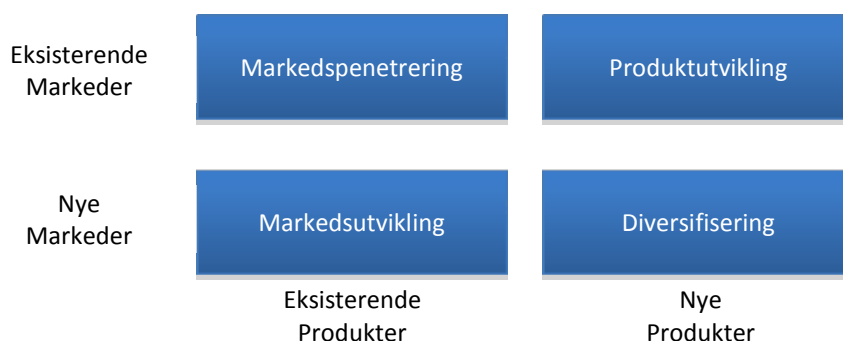 Eksisterende
Markeder
Markedspenetrering
Produktutvikling
Nye
Markeder
Markedsutvikling
Diversifisering
Eksisterende
Produkter
Nye
Produkter